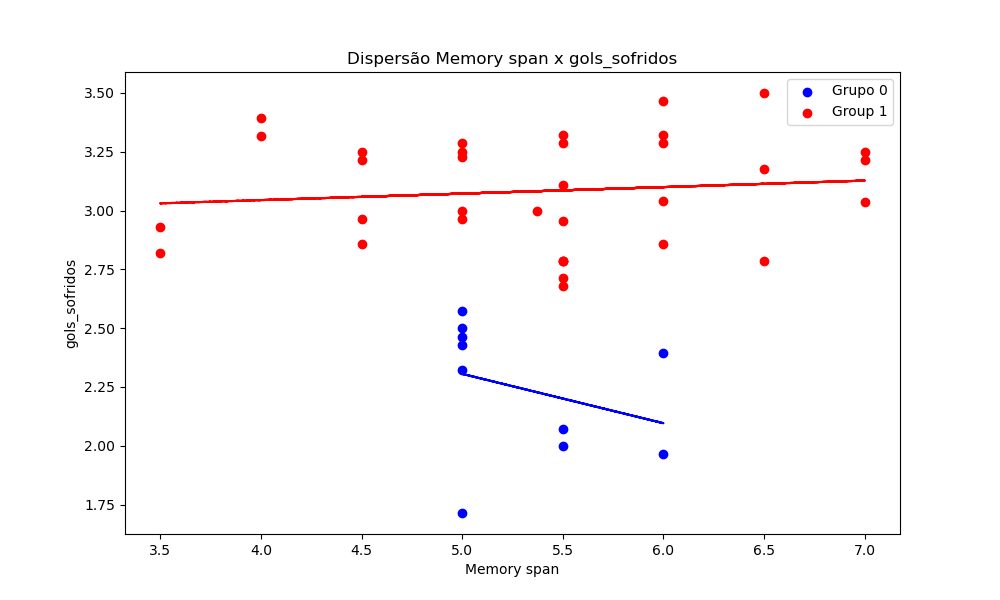 Dispersão Memory span x gols_sofridos
Grupo 0
Group 1
gols_sofridos
3.50
3.25
3.00
2.75
2.50
2.25
2.00
1.75
3.5 4.0 4.5 5.0 5.5 6.0 6.5 7.0
Memory span